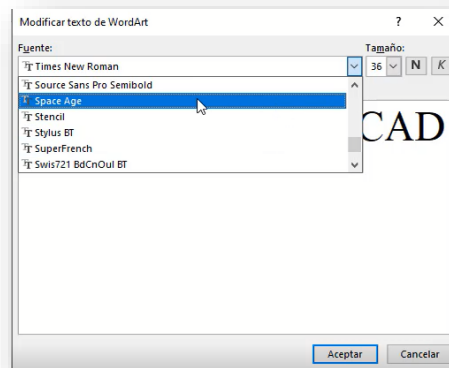 Modificar texto de WordArt ? ×
Fuente: Tamaño:
Times New Roman 36 N K
Source Sans Pro Semibold
Space Age
Stencil
Stylus BT
SuperFrench
Swis721 BdCnOul BT
CAD
Aceptar Cancelar